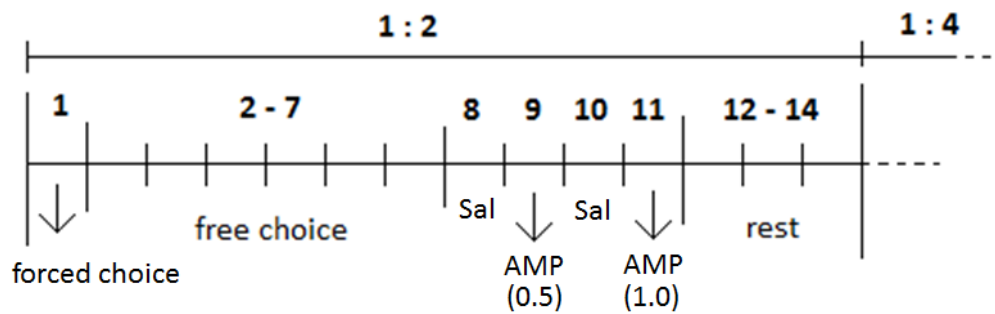 1 : 2 1 : 4
1 2 - 7 8 9 10 11 12 - 14
Sal Sal
free choice rest
forced choice AMP AMP
(0.5) (1.0)